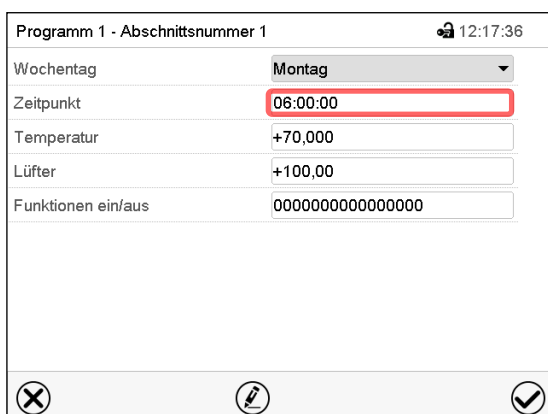 Programm 1 - Abschnittsnummer 1 12:17:36
Wochentag Montag
Zeitpunkt 06:00:00
Temperatur +70,000
Lüfter +100,00
Funktionen ein/aus 0000000000000000